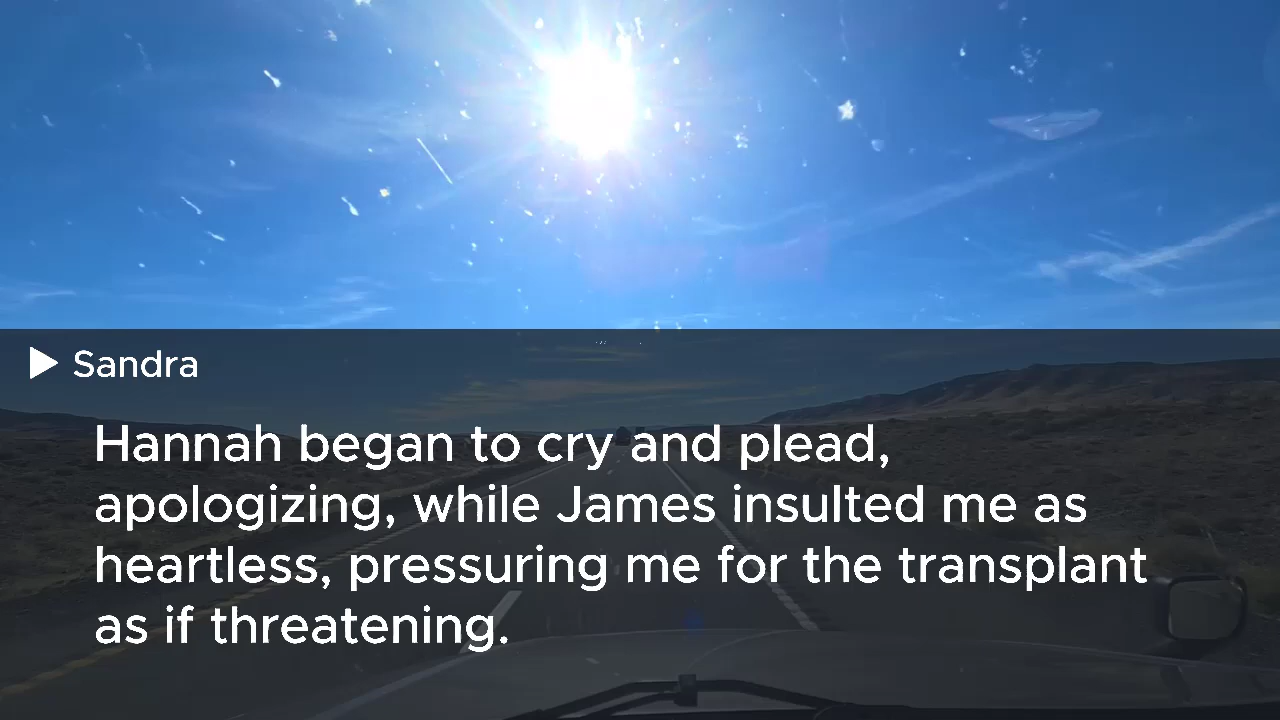 Sandra
Hannah began to cry and plead,
apologizing, while James insulted me as
heartless, pressuring me for the transplant
as if threatening.